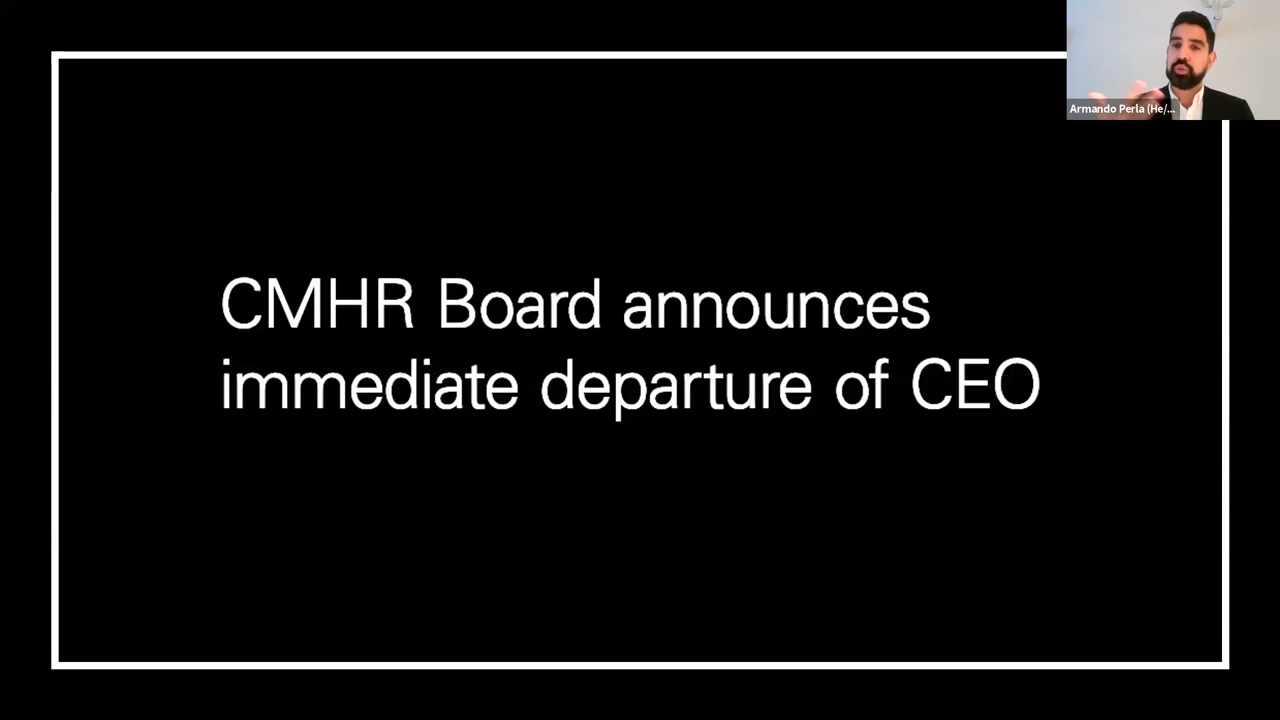 Armando Perla (He/...
CMHR Board announces
immediate departure of CEO